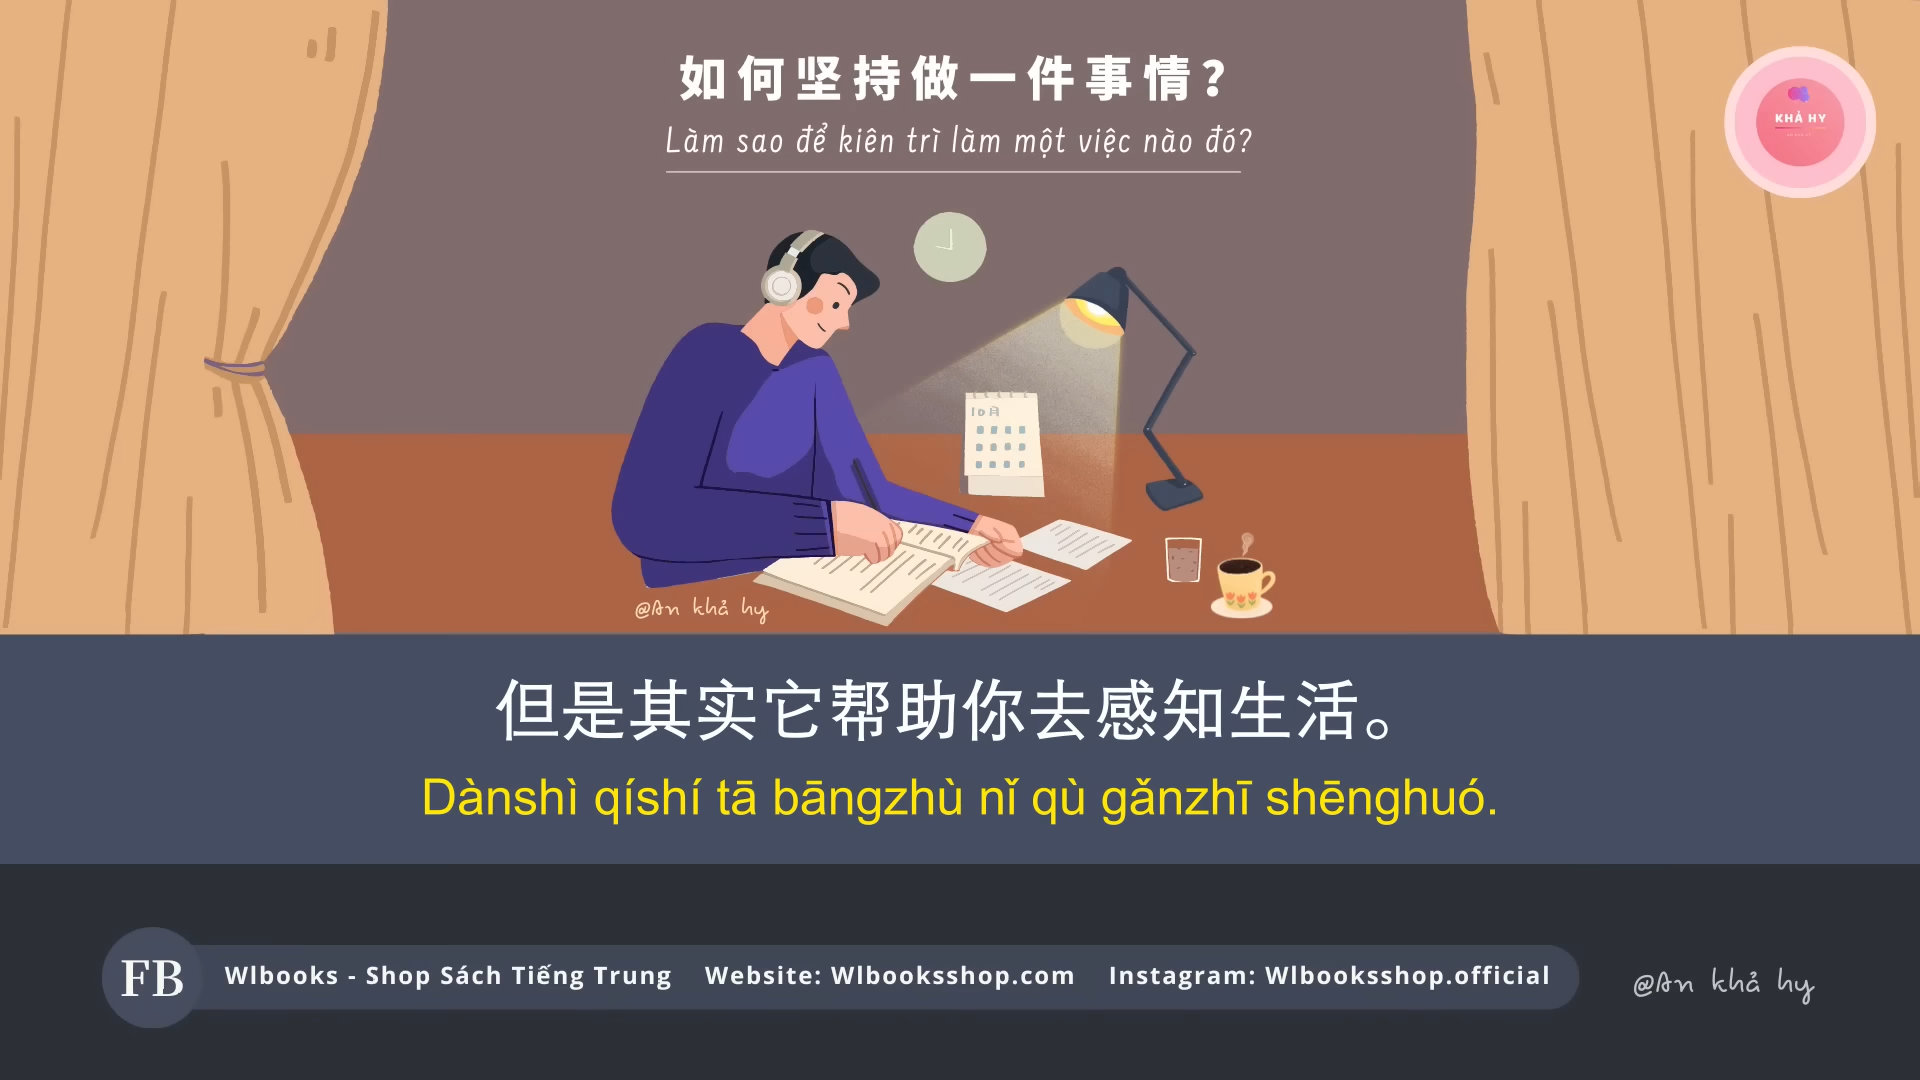 如何坚持做一件事情？
Làm sao để kiên trì làm một việc nào đó?
KHẢ HY
@An khả hy
但是其实它帮助你去感知生活。
Dànshì qíshí tā bāngzhù nǐ qù gǎnzhī shēnghuó.
FB
Wlbooks - Shop Sách Tiếng Trung Website: Wlbooksshop.com Instagram: Wlbooksshop.official
@An khả hy